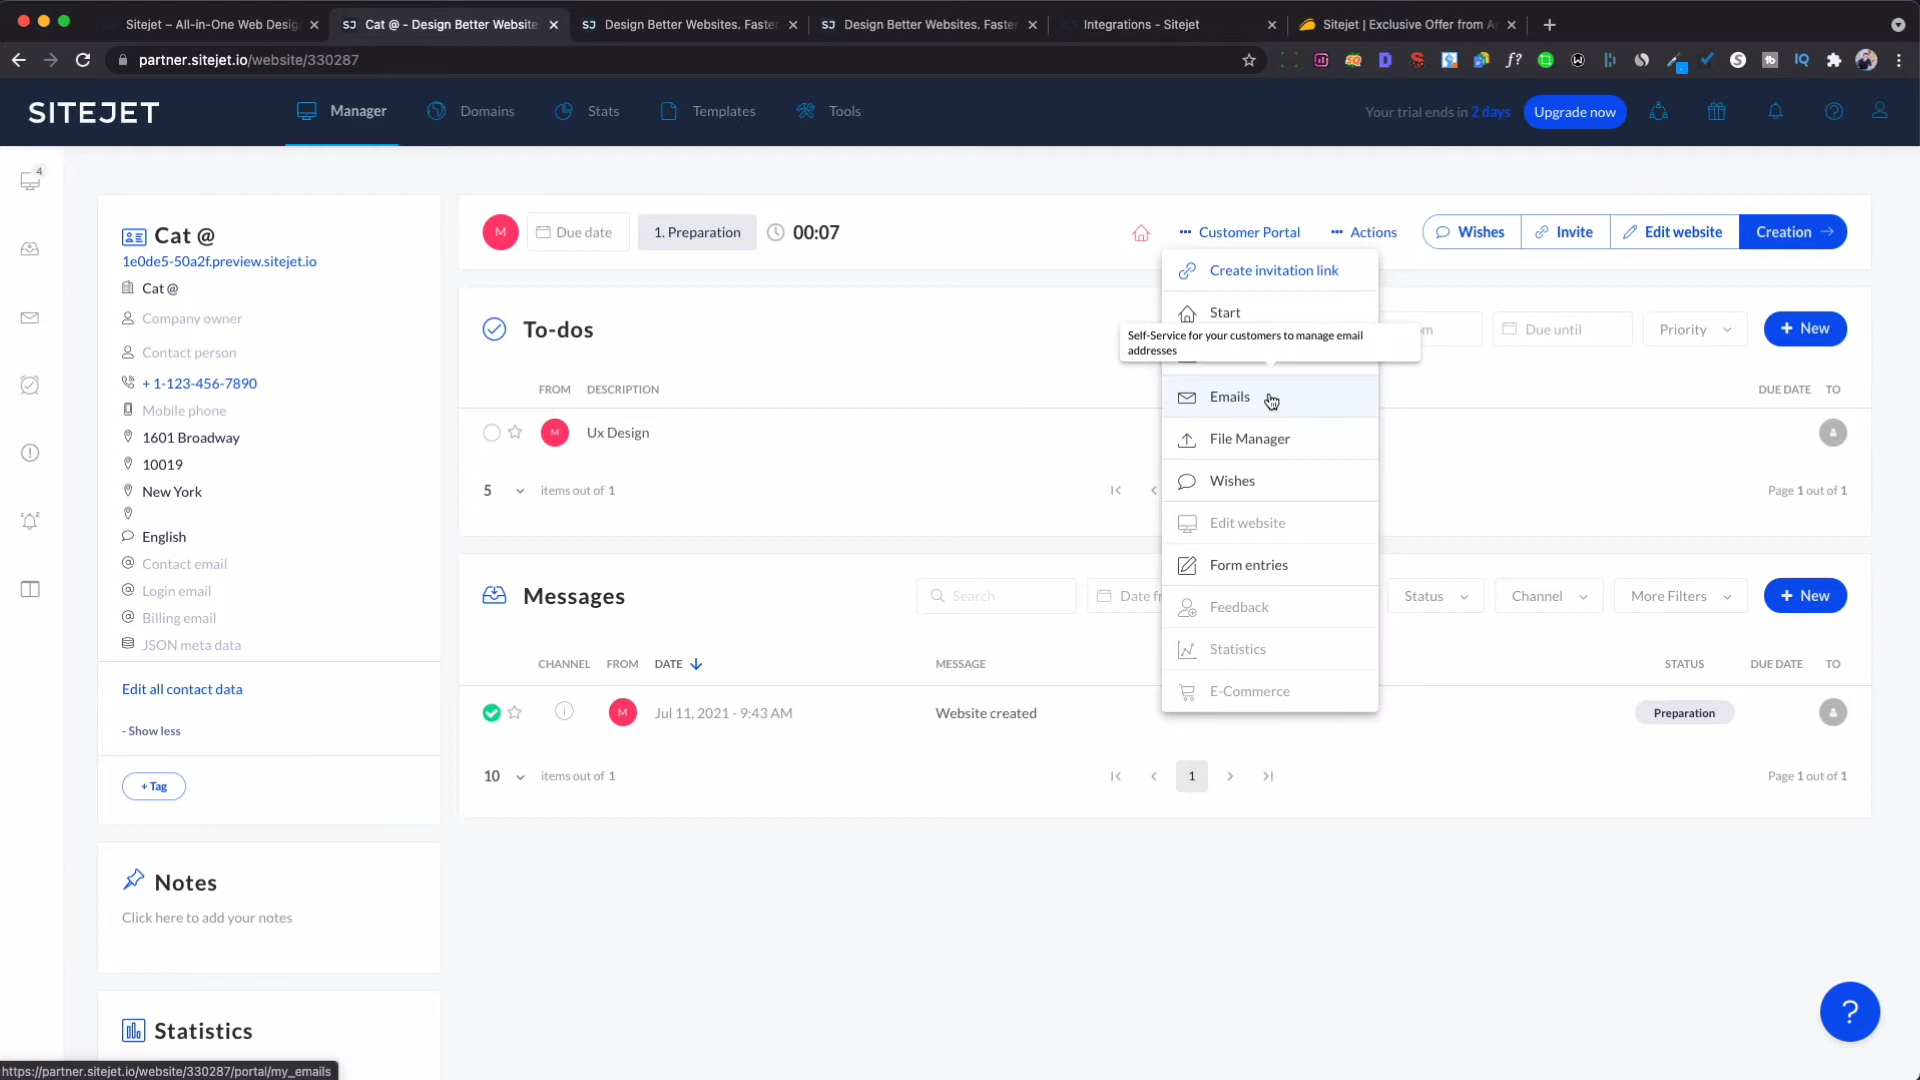 Sitejet – All-in-One Web Desig
Cat @ - Design Better Website
Design Better Websites. Faster
Design Better Websites. Faster
Integrations - Sitejet
Sitejet | Exclusive Offer from A
partner.sitejet.io/website/330287
SITEJET
Manager
Domains
Stats
Templates
Tools
Your trial ends in 2 days
Upgrade now
4
Cat @
1e0de5-50a2f.preview.sitejet.io
Cat @
Company owner
Contact person
+ 1-123-456-7890
Mobile phone
1601 Broadway
10019
New York
English
Contact email
Login email
Billing email
JSON meta data
Edit all contact data
- Show less
+ Tag
Notes
Click here to add your notes
Statistics
M
Due date
1. Preparation
00:07
Customer Portal
Actions
Wishes
Invite
Edit website
Creation
Create invitation link
Start
Self-Service for your customers to manage email
addresses
Emails
File Manager
Wishes
Edit website
Form entries
Feedback
Statistics
E-Commerce
To-dos
Due until
Priority
+ New
FROM DESCRIPTION
DUE DATE TO
M
Ux Design
5 items out of 1
Page 1 out of 1
Messages
Search
Date fr
Status
Channel
More Filters
+ New
CHANNEL FROM DATE MESSAGE STATUS DUE DATE TO
M
Jul 11, 2021 - 9:43 AM
Website created
Preparation
10 items out of 1
1
Page 1 out of 1
?
https://partner.sitejet.io/website/330287/portal/my_emails